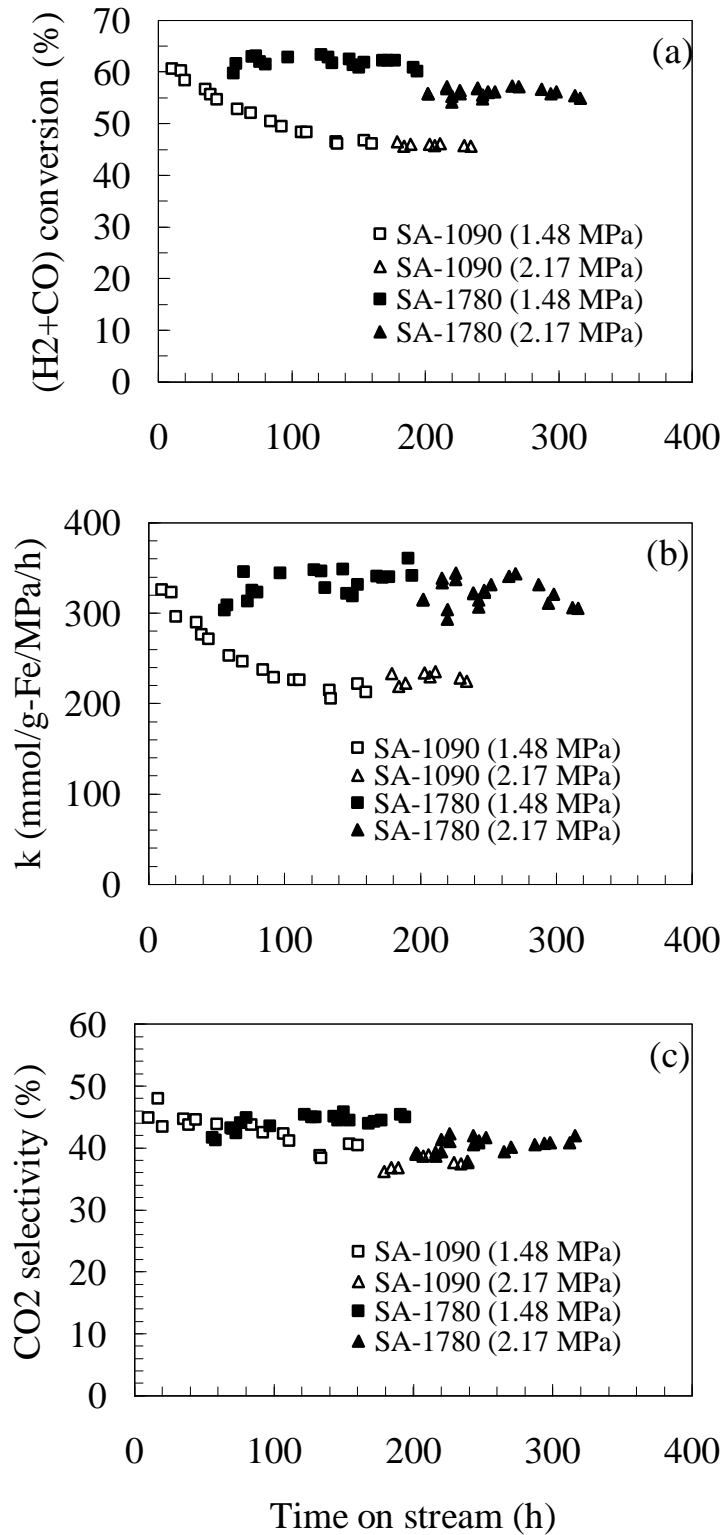 70
(a)
60
50
40
30
20
10
0
(H2+CO) conversion (%)
SA-1090 (1.48 MPa)
SA-1090 (2.17 MPa)
SA-1780 (1.48 MPa)
SA-1780 (2.17 MPa)
0 100 200 300 400
400
(b)
300
200
100
0
k (mmol/g-Fe/MPa/h)
SA-1090 (1.48 MPa)
SA-1090 (2.17 MPa)
SA-1780 (1.48 MPa)
SA-1780 (2.17 MPa)
0 100 200 300 400
60
(c)
50
40
30
20
10
0
CO2 selectivity (%)
SA-1090 (1.48 MPa)
SA-1090 (2.17 MPa)
SA-1780 (1.48 MPa)
SA-1780 (2.17 MPa)
0 100 200 300 400
Time on stream (h)